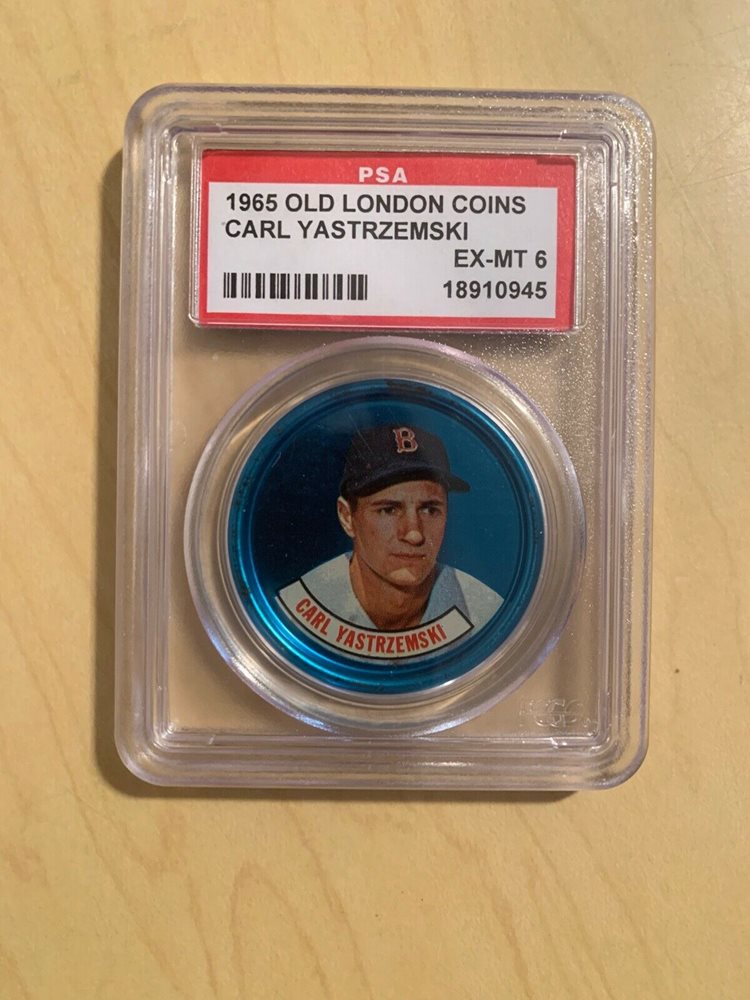 PSA
1965 OLD LONDON COINS
CARL YASTRZEMSKI
EX-MT 6
18910945
B
CARL YASTRZEMSKI